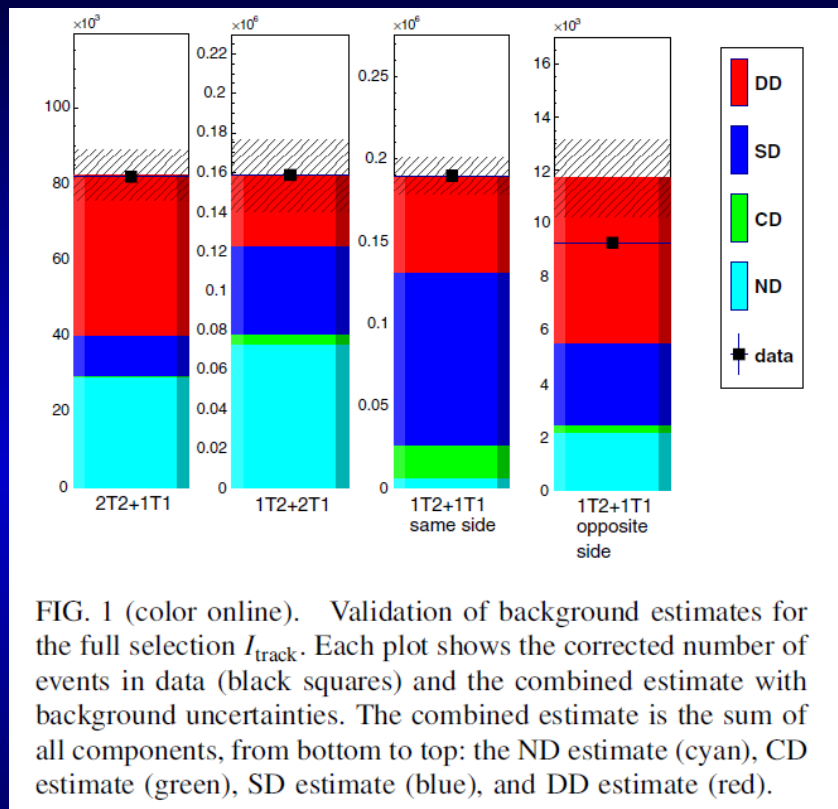 ×10³
100
80
60
40
20
0
2T2+1T1
×10⁶
0.22
0.2
0.18
0.16
0.14
0.12
0.1
0.08
0.06
0.04
0.02
0
1T2+2T1
×10⁶
0.25
0.2
0.15
0.1
0.05
0
1T2+1T1
same side
×10³
16
14
12
10
8
6
4
2
0
1T2+1T1
opposite
side
DD
SD
CD
ND
data
FIG. 1 (color online). Validation of background estimates for
the full selection I_track. Each plot shows the corrected number of
events in data (black squares) and the combined estimate with
background uncertainties. The combined estimate is the sum of
all components, from bottom to top: the ND estimate (cyan), CD
estimate (green), SD estimate (blue), and DD estimate (red).